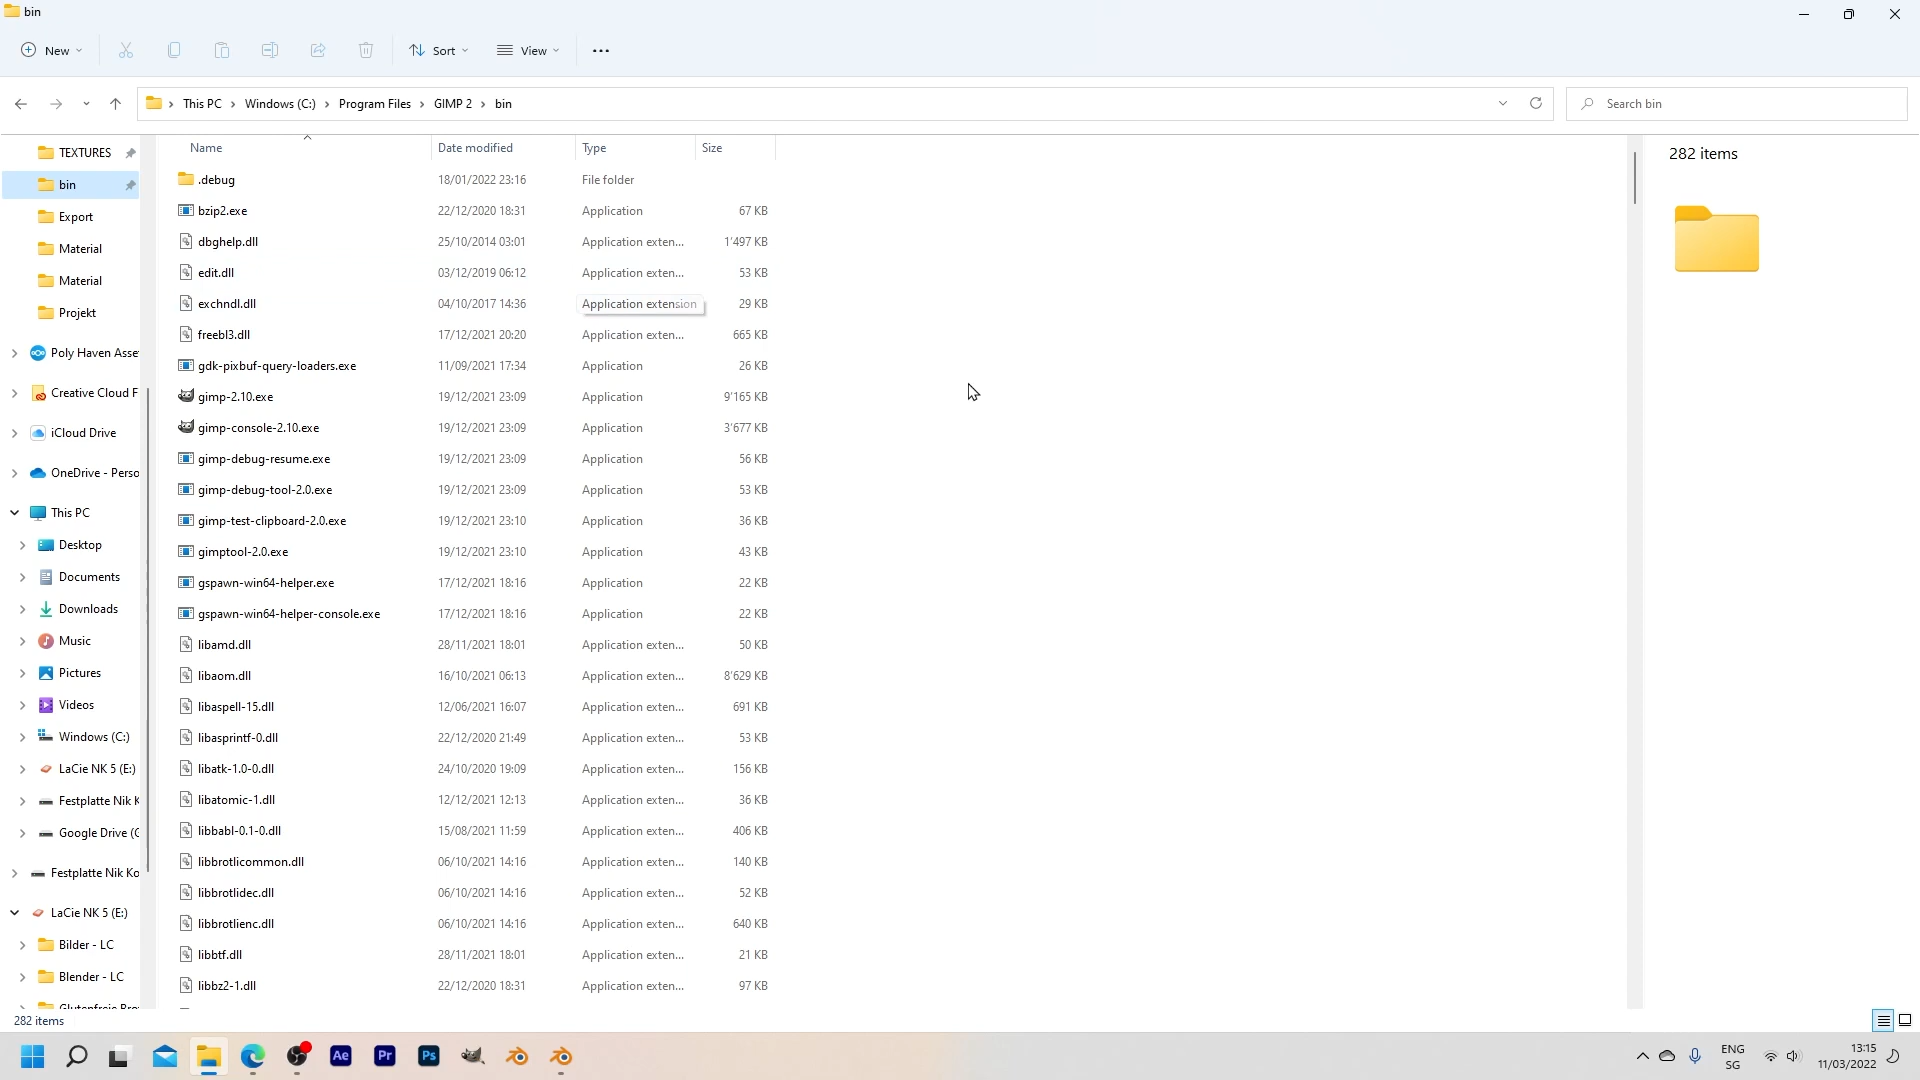 bin
New
Sort
View
This PC
Windows (C:)
Program Files
GIMP 2
bin
Search bin
TEXTURES
bin
Export
Material
Material
Projekt
Poly Haven Asse
Creative Cloud F
iCloud Drive
OneDrive - Perso
This PC
Desktop
Documents
Downloads
Music
Pictures
Videos
Windows (C:)
LaCie NK 5 (E:)
Festplatte Nik K
Google Drive (G
Festplatte Nik Ko
LaCie NK 5 (E:)
Bilder - LC
Blender - LC
Name Date modified Type Size
.debug 18/01/2022 23:16 File folder
bzip2.exe 22/12/2020 18:31 Application 67 KB
dbghelp.dll 25/10/2014 03:01 Application exten... 1'497 KB
edit.dll 03/12/2019 06:12 Application exten... 53 KB
exchndl.dll 04/10/2017 14:36 Application extension 29 KB
freebl3.dll 17/12/2021 20:20 Application exten... 665 KB
gdk-pixbuf-query-loaders.exe 11/09/2021 17:34 Application 26 KB
gimp-2.10.exe 19/12/2021 23:09 Application 9'165 KB
gimp-console-2.10.exe 19/12/2021 23:09 Application 3'677 KB
gimp-debug-resume.exe 19/12/2021 23:09 Application 56 KB
gimp-debug-tool-2.0.exe 19/12/2021 23:09 Application 53 KB
gimp-test-clipboard-2.0.exe 19/12/2021 23:10 Application 36 KB
gimptool-2.0.exe 19/12/2021 23:10 Application 43 KB
gspawn-win64-helper.exe 17/12/2021 18:16 Application 22 KB
gspawn-win64-helper-console.exe 17/12/2021 18:16 Application 22 KB
libamd.dll 28/11/2021 18:01 Application exten... 50 KB
libaom.dll 16/10/2021 06:13 Application exten... 8'629 KB
libaspell-15.dll 12/06/2021 16:07 Application exten... 691 KB
libasprintf-0.dll 22/12/2020 21:49 Application exten... 53 KB
libatk-1.0-0.dll 24/10/2020 19:09 Application exten... 156 KB
libatomic-1.dll 12/12/2021 12:13 Application exten... 36 KB
libbabl-0.1-0.dll 15/08/2021 11:59 Application exten... 406 KB
libbrotlicommon.dll 06/10/2021 14:16 Application exten... 140 KB
libbrotlidec.dll 06/10/2021 14:16 Application exten... 52 KB
libbrotlienc.dll 06/10/2021 14:16 Application exten... 640 KB
libbtf.dll 28/11/2021 18:01 Application exten... 21 KB
libbz2-1.dll 22/12/2020 18:31 Application exten... 97 KB
282 items
282 items
Ae
Pr
Ps
ENG
SG
13:15
11/03/2022